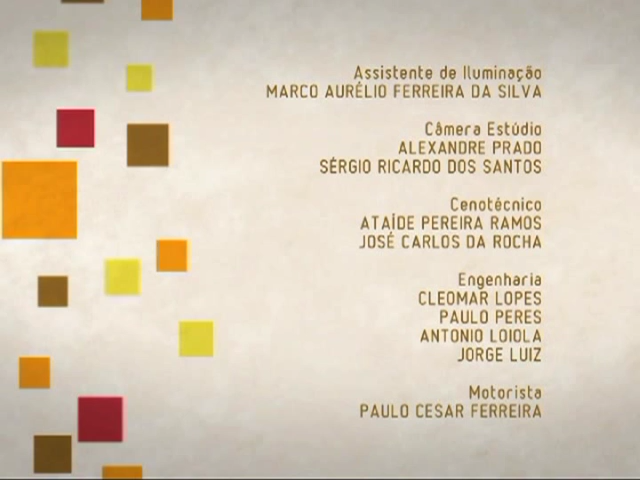 Assistente de Iluminação
MARCO AURÉLIO FERREIRA DA SILVA
Câmera Estúdio
ALEXANDRE PRADO
SÉRGIO RICARDO DOS SANTOS
Cenotécnico
ATAÍDE PEREIRA RAMOS
JOSÉ CARLOS DA ROCHA
Engenharia
CLEOMAR LOPES
PAULO PERES
ANTONIO LOIOLA
JORGE LUIZ
Motorista
PAULO CESAR FERREIRA